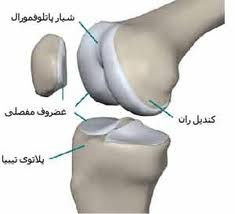 شیار پاتلوفمورال
غضروف مفصلی
کندیل ران
پلاتوی تیبیا